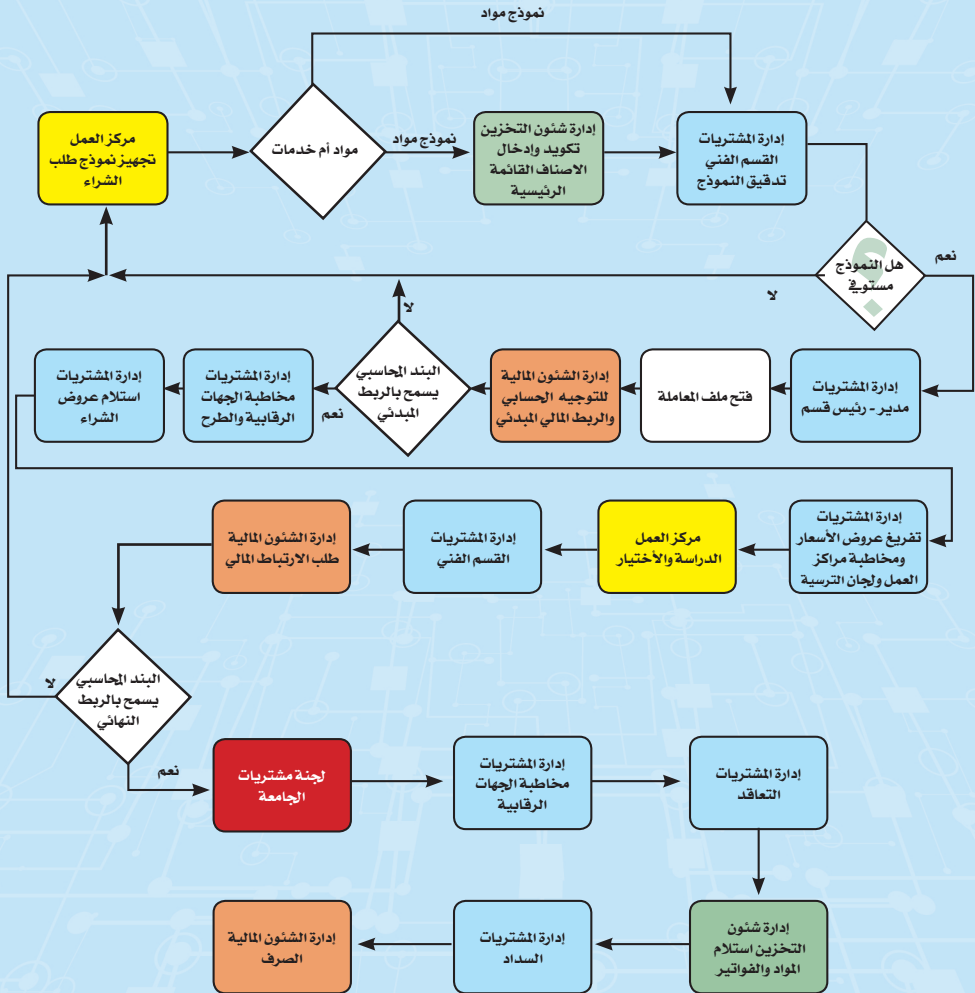 نموذج مواد
مركز العمل
تجهيز نموذج طلب
الشراء
مواد أم خدمات
نموذج مواد
إدارة شئون التخزين
تكويد وإدخال
الاصناف القائمة
الرئيسية
إدارة المشتريات
القسم الفني
تدقيق النموذج
هل النموذج
مستوفي
؟
نعم
لا
إدارة المشتريات
مدير - رئيس قسم
فتح ملف المعاملة
إدارة الشئون المالية
للتوجيه الحسابي
والربط المالي المبدئي
البند المحاسبي
يسمح بالربط
المبدئي
لا
نعم
إدارة المشتريات
مخاطبة الجهات
الرقابية والطرح
إدارة المشتريات
استلام عروض
الشراء
إدارة المشتريات
تفريغ عروض الأسعار
ومخاطبة مراكز
العمل ولجان الترسية
مركز العمل
الدراسة والأختيار
إدارة المشتريات
القسم الفني
إدارة الشئون المالية
طلب الارتباط المالي
البند المحاسبي
يسمح بالربط
النهائي
لا
نعم
لجنة مشتريات
الجامعة
إدارة المشتريات
مخاطبة الجهات
الرقابية
إدارة المشتريات
التعاقد
إدارة شئون
التخزين استلام
المواد والفواتير
إدارة المشتريات
السداد
إدارة الشئون المالية
الصرف